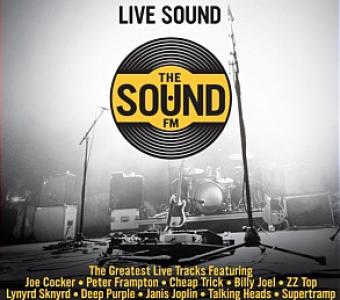 LIVE SOUND
THE
SOUND
FM
The Greatest Live Tracks Featuring
Joe Cocker • Peter Frampton • Cheap Trick • Billy Joel • ZZ Top
Lynyrd Sknyrd • Deep Purple • Janis Joplin • Talking Heads • Supertramp